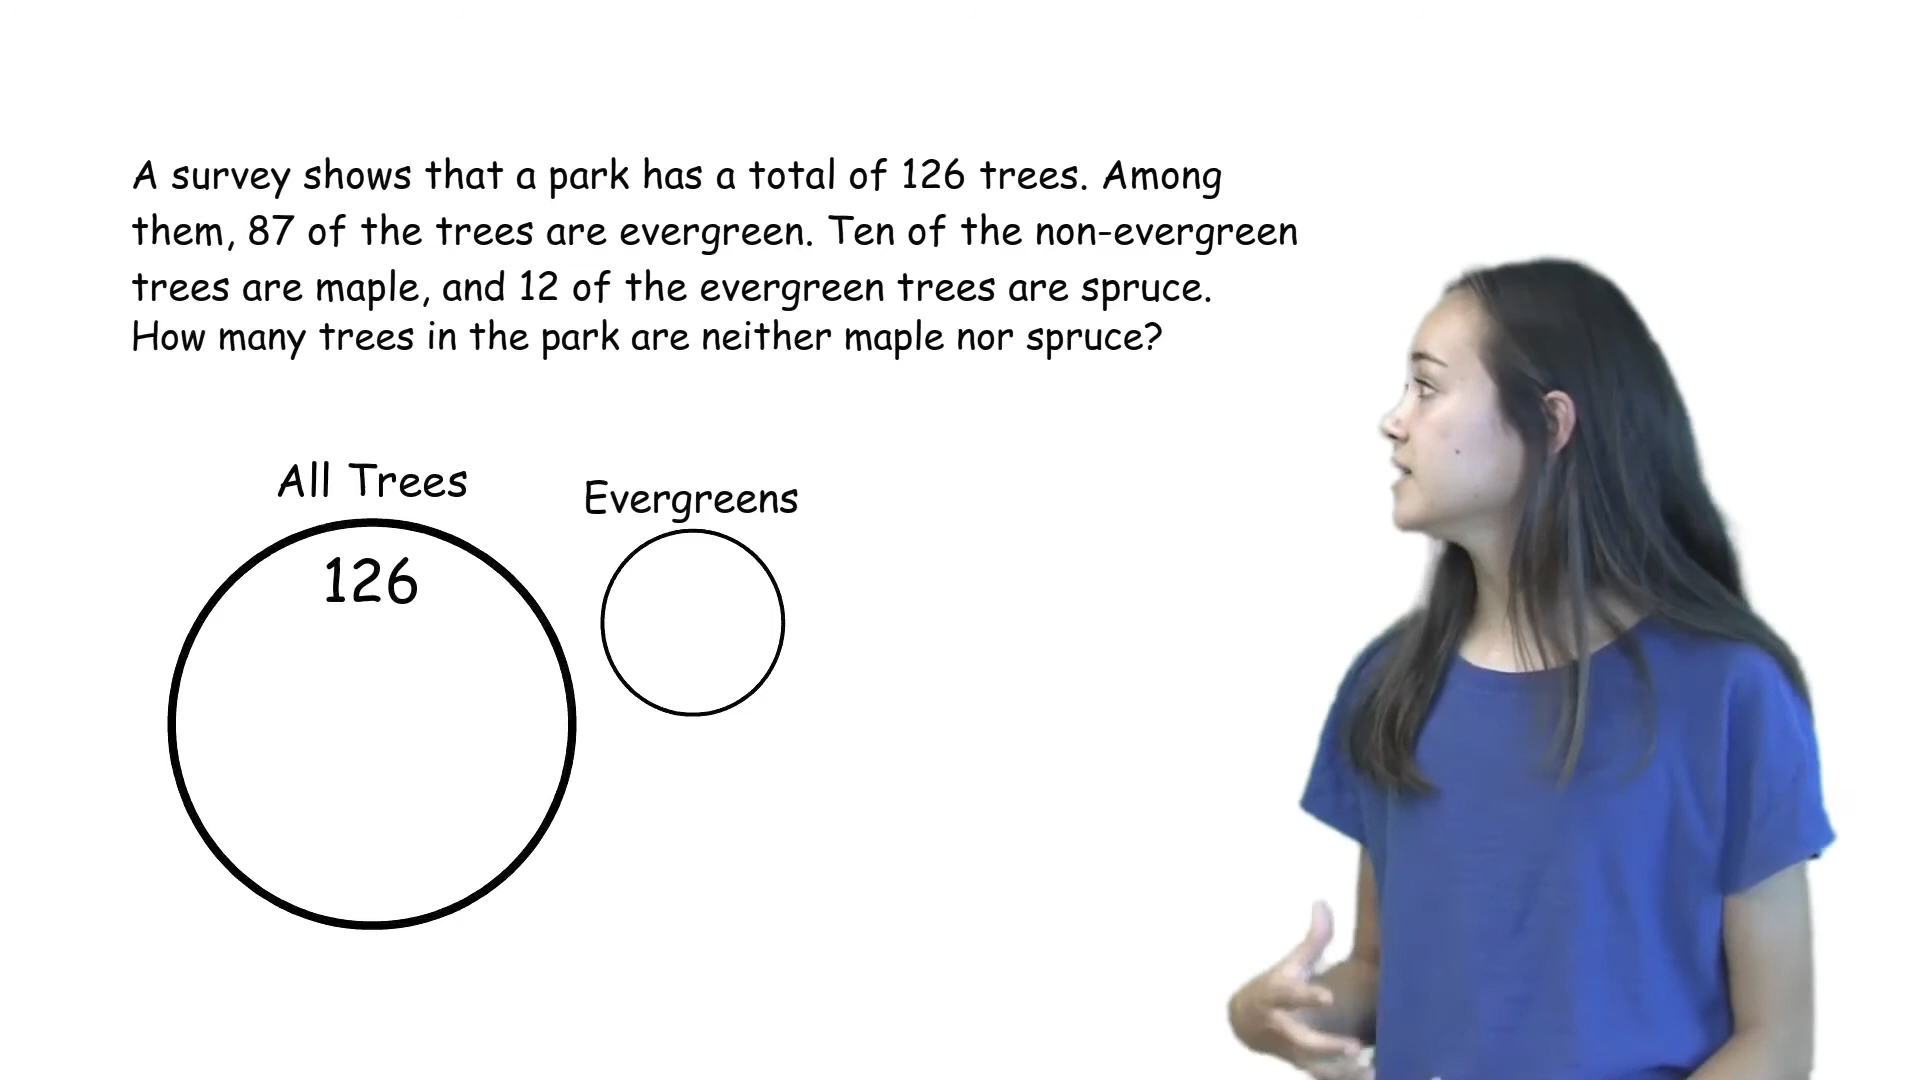 A survey shows that a park has a total of 126 trees. Among
them, 87 of the trees are evergreen. Ten of the non-evergreen
trees are maple, and 12 of the evergreen trees are spruce.
How many trees in the park are neither maple nor spruce?
All Trees
Evergreens
126